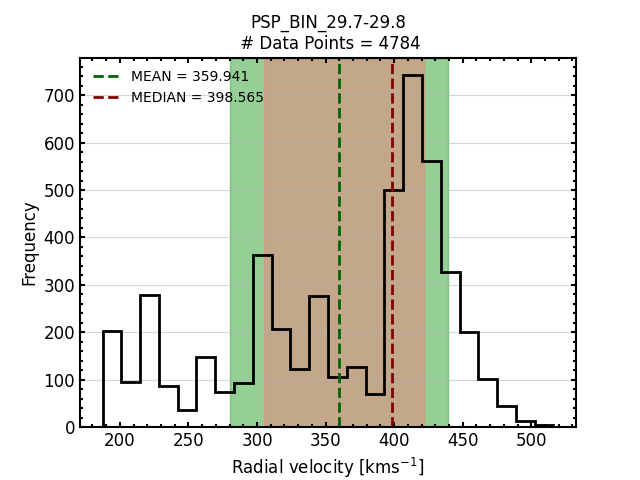 PSP_BIN_29.7-29.8
# Data Points = 4784
MEAN = 359.941
MEDIAN = 398.565
700
600
500
400
300
200
100
0
Frequency
200 250 300 350 400 450 500
Radial velocity [kms⁻¹]